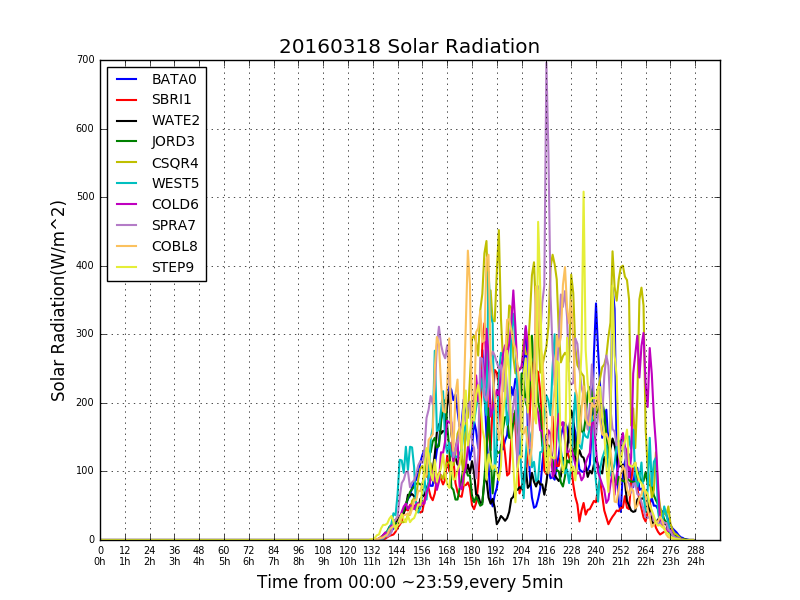 20160318 Solar Radiation
700
600
500
400
300
200
100
0
Solar Radiation(W/m^2)
BATA0
SBRI1
WATE2
JORD3
CSQR4
WEST5
COLD6
SPRA7
COBL8
STEP9
0 12 24 36 48 60 72 84 96 108 120 132 144 156 168 180 192 204 216 228 240 252 264 276 288
0h 1h 2h 3h 4h 5h 6h 7h 8h 9h 10h 11h 12h 13h 14h 15h 16h 17h 18h 19h 20h 21h 22h 23h 24h
Time from 00:00 ~23:59,every 5min